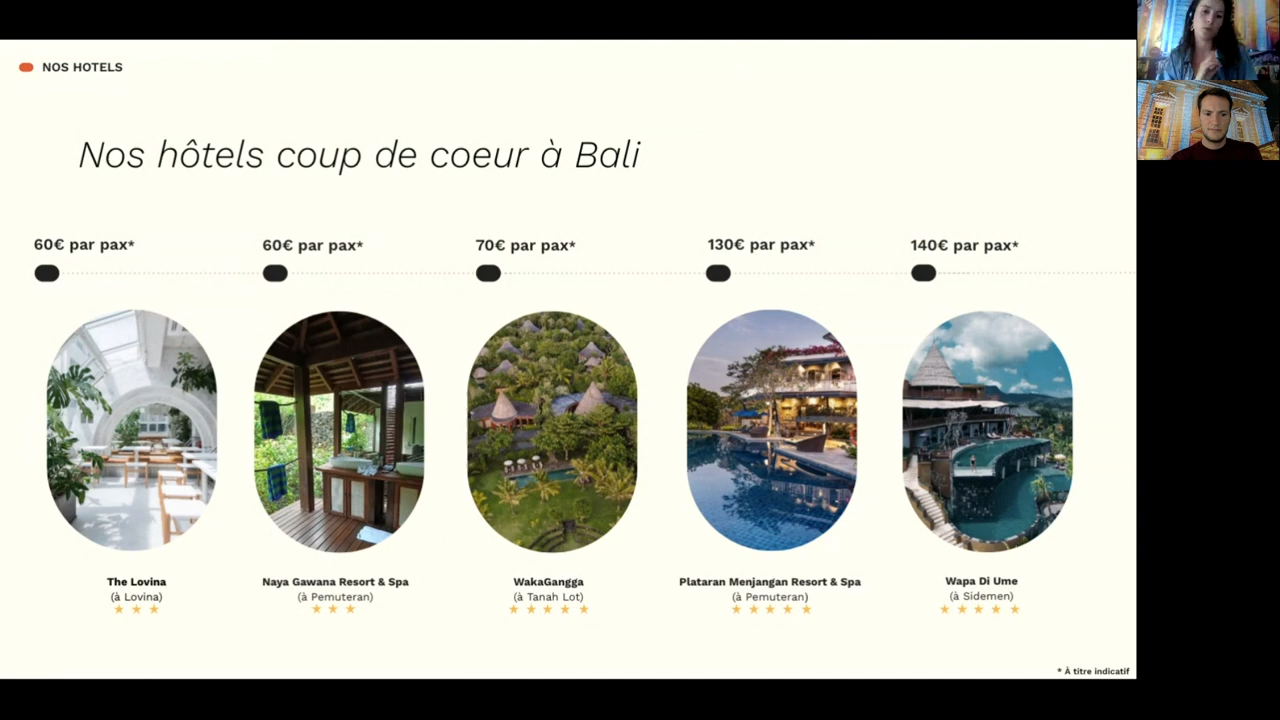 NOS HOTELS
Nos hôtels coup de coeur à Bali
60€ par pax*
60€ par pax*
70€ par pax*
130€ par pax*
140€ par pax*
The Lovina
(à Lovina)
Naya Gawana Resort & Spa
(à Pemuteran)
WakaGangga
(à Tanah Lot)
Plataran Menjangan Resort & Spa
(à Pemuteran)
Wapa Di Ume
(à Sidemen)
* À titre indicatif